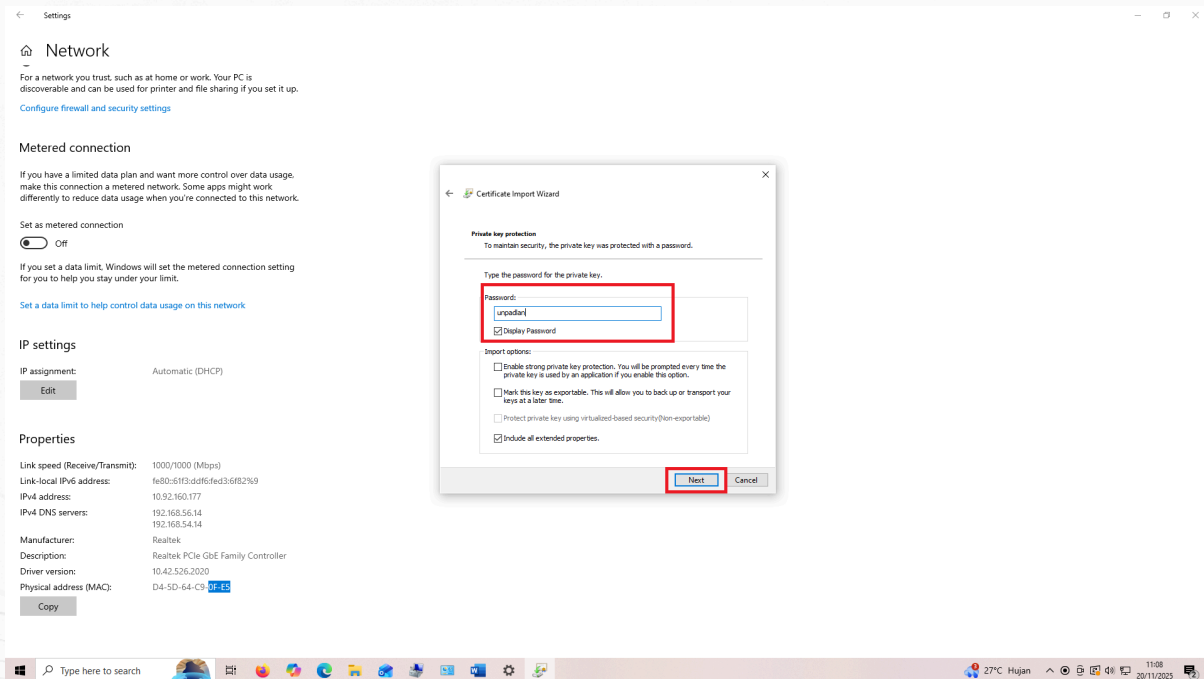 Settings
Network
For a network you trust, such as at home or work. Your PC is
discoverable and can be used for printer and file sharing if you set it up.
Configure firewall and security settings
Metered connection
If you have a limited data plan and want more control over data usage,
make this connection a metered network. Some apps might work
differently to reduce data usage when you're connected to this network.
Set as metered connection
Off
If you set a data limit, Windows will set the metered connection setting
for you to help you stay under your limit.
Set a data limit to help control data usage on this network
IP settings
IP assignment: Automatic (DHCP)
Edit
Properties
Link speed (Receive/Transmit): 1000/1000 (Mbps)
Link-local IPv6 address: fe80::61f3:ddf6:fed3:6f82%9
IPv4 address: 10.92.160.177
IPv4 DNS servers: 192.168.56.14
192.168.54.14
Manufacturer: Realtek
Description: Realtek PCIe GbE Family Controller
Driver version: 10.42.526.2020
Physical address (MAC): D4-5D-64-C9-0F-E5
Copy
Certificate Import Wizard
Private key protection
To maintain security, the private key was protected with a password.
Type the password for the private key.
Password:
unpadlan
Display Password
Import options:
Enable strong private key protection. You will be prompted every time the
private key is used by an application if you enable this option.
Mark this key as exportable. This will allow you to back up or transport your
keys at a later time.
Protect private key using virtualized-based security(Non-exportable)
Include all extended properties.
Next Cancel
Type here to search
27°C Hujan
11:08
20/11/2025